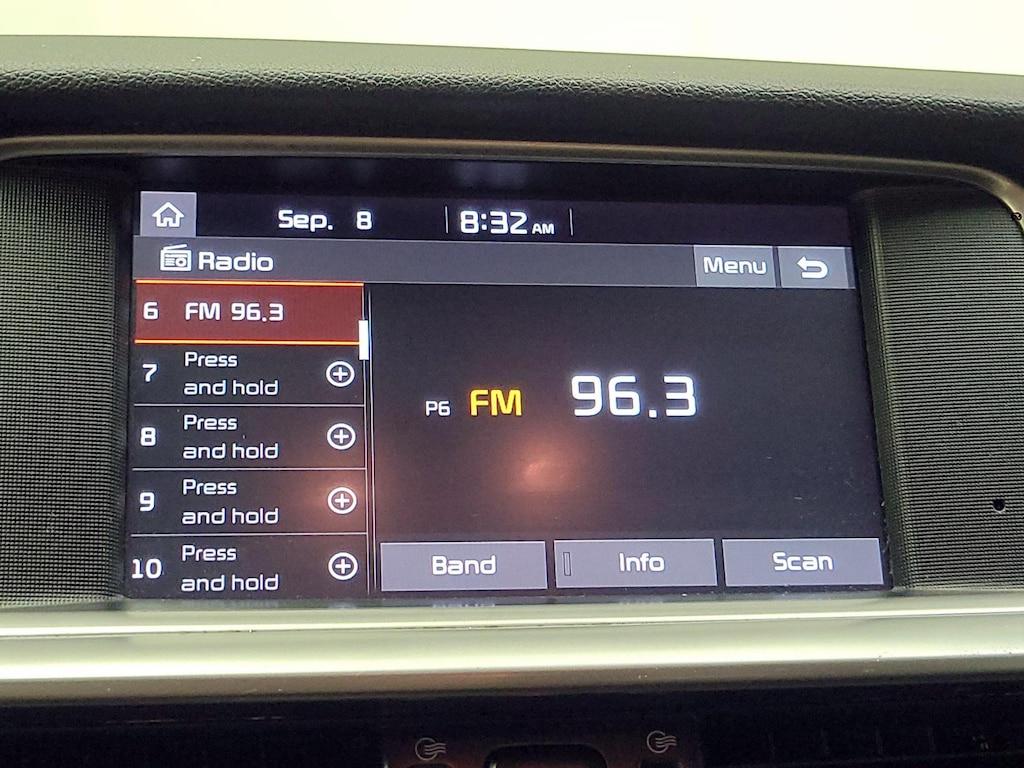 Sep. 8 8:32 AM
Radio Menu
6 FM 96.3
7 Press
and hold
8 Press
and hold
9 Press
and hold
10 Press
and hold
P6 FM 96.3
Band Info Scan